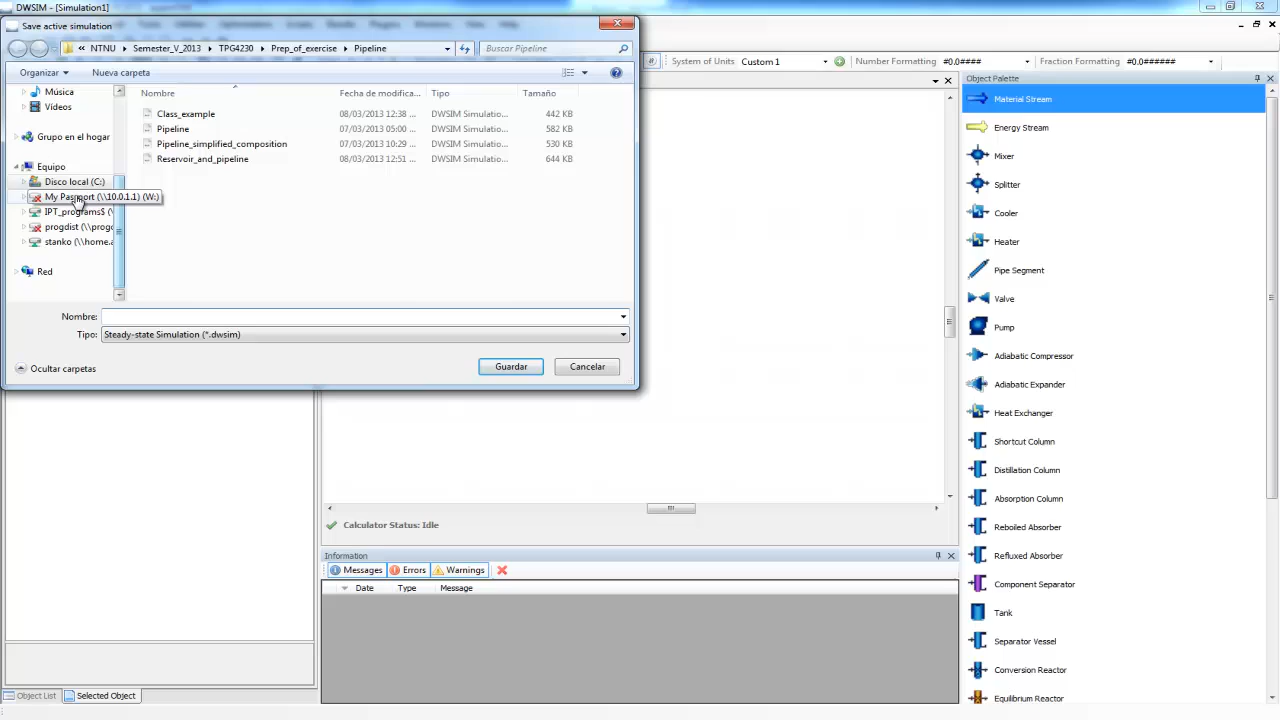 DWSIM - [Simulation1]
Save active simulation
« NTNU Semester_V_2013 TPG4230 Prep_of_exercise Pipeline
Buscar Pipeline
System of Units Custom 1 Number Formatting #0.0#### Fraction Formatting #0.0######
Organizar Nueva carpeta
Object Palette
Música
Vídeos
Grupo en el hogar
Equipo
Disco local (C:)
My Passport (\\10.0.1.1) (W:)
IPT_programs$ (\
progdist (\\prog
stanko (\\home.a
Red
Nombre Fecha de modifica... Tipo Tamaño
Class_example 08/03/2013 12:38 ... DWSIM Simulatio... 442 KB
Pipeline 07/03/2013 05:00 ... DWSIM Simulatio... 582 KB
Pipeline_simplified_composition 07/03/2013 10:29 ... DWSIM Simulatio... 530 KB
Reservoir_and_pipeline 08/03/2013 12:51 ... DWSIM Simulatio... 644 KB
Nombre:
Tipo: Steady-state Simulation (*.dwsim)
Ocultar carpetas
Guardar
Cancelar
Material Stream
Energy Stream
Mixer
Splitter
Cooler
Heater
Pipe Segment
Valve
Pump
Adiabatic Compressor
Adiabatic Expander
Heat Exchanger
Shortcut Column
Distillation Column
Absorption Column
Reboiled Absorber
Refluxed Absorber
Component Separator
Tank
Separator Vessel
Conversion Reactor
Equilibrium Reactor
Calculator Status: Idle
Information
Messages Errors Warnings
Date Type Message
Object List Selected Object